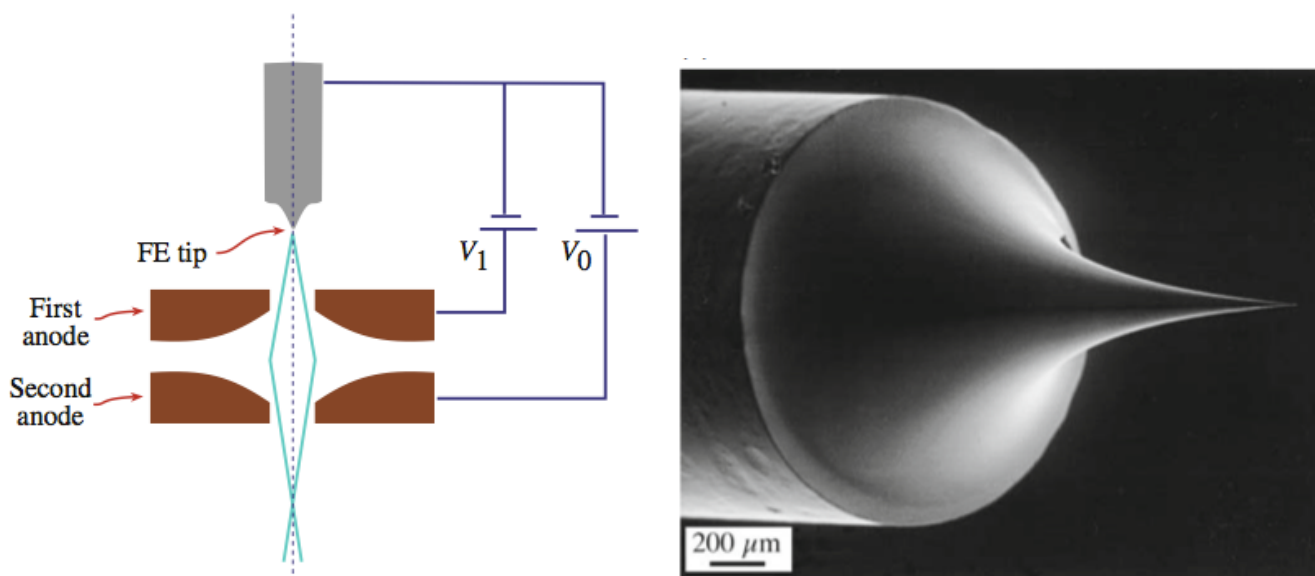 FE tip
V1
V0
First
anode
Second
anode
200 μm